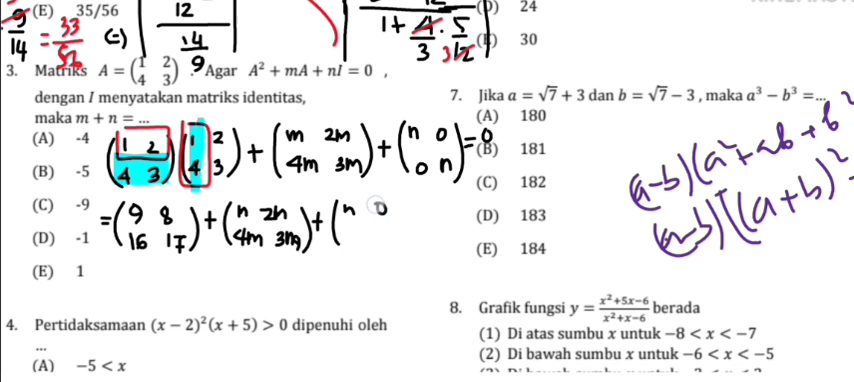 (E) 35/56
9/14 = 33/56 (=) 12 / 14/9
1 + 4/3 . 5/12 3
(D) 24
(E) 30
3. Matriks A = (1 2 4 3) . Agar A² + mA + nI = 0 ,
dengan I menyatakan matriks identitas,
maka m + n = ...
(A) -4
(B) -5
(C) -9
(D) -1
(E) 1
(1 2 4 3)(1 2 4 3) + (m 2m 4m 3m) + (n 0 0 n) = 0
= (9 8 16 17) + (m 2m 4m 3m) + (n 0
4. Pertidaksamaan (x − 2)²(x + 5) > 0 dipenuhi oleh
...
(A) −5 < x
7. Jika a = √7 + 3 dan b = √7 − 3 , maka a³ − b³ =...
(A) 180
(B) 181
(C) 182
(D) 183
(E) 184
(a-b)(a²+ab+b²
(a-b)((a+b)²-
8. Grafik fungsi y = x²+5x−6 / x²+x−6 berada
(1) Di atas sumbu x untuk −8 < x < −7
(2) Di bawah sumbu x untuk −6 < x < −5